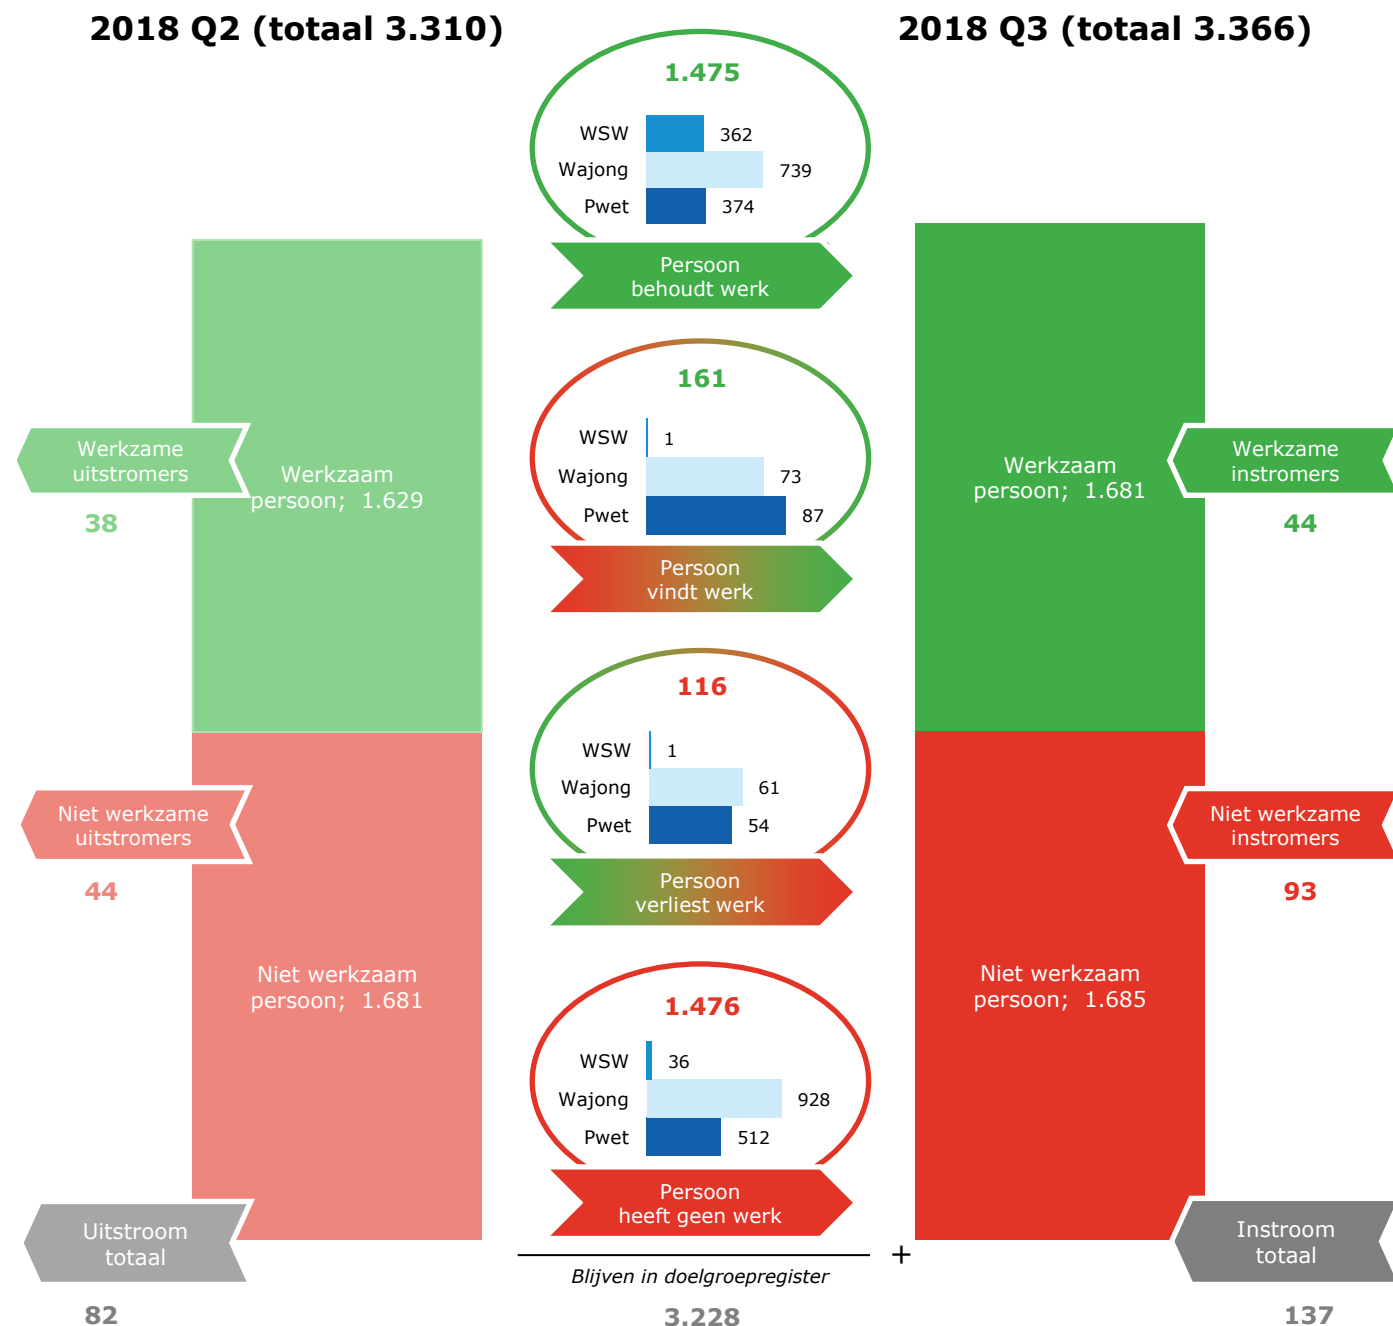 2018 Q2 (totaal 3.310)
2018 Q3 (totaal 3.366)
1.475
WSW 362
Wajong 739
Pwet 374
Persoon
behoudt werk
161
WSW 1
Wajong 73
Pwet 87
Persoon
vindt werk
116
WSW 1
Wajong 61
Pwet 54
Persoon
verliest werk
1.476
WSW 36
Wajong 928
Pwet 512
Persoon
heeft geen werk
Blijven in doelgroepregister
3.228
+
Werkzame
uitstromers
38
Werkzaam
persoon; 1.629
Niet werkzame
uitstromers
44
Niet werkzaam
persoon; 1.681
Uitstroom
totaal
82
Werkzaam
persoon; 1.681
Werkzame
instromers
44
Niet werkzame
instromers
93
Niet werkzaam
persoon; 1.685
Instroom
totaal
137